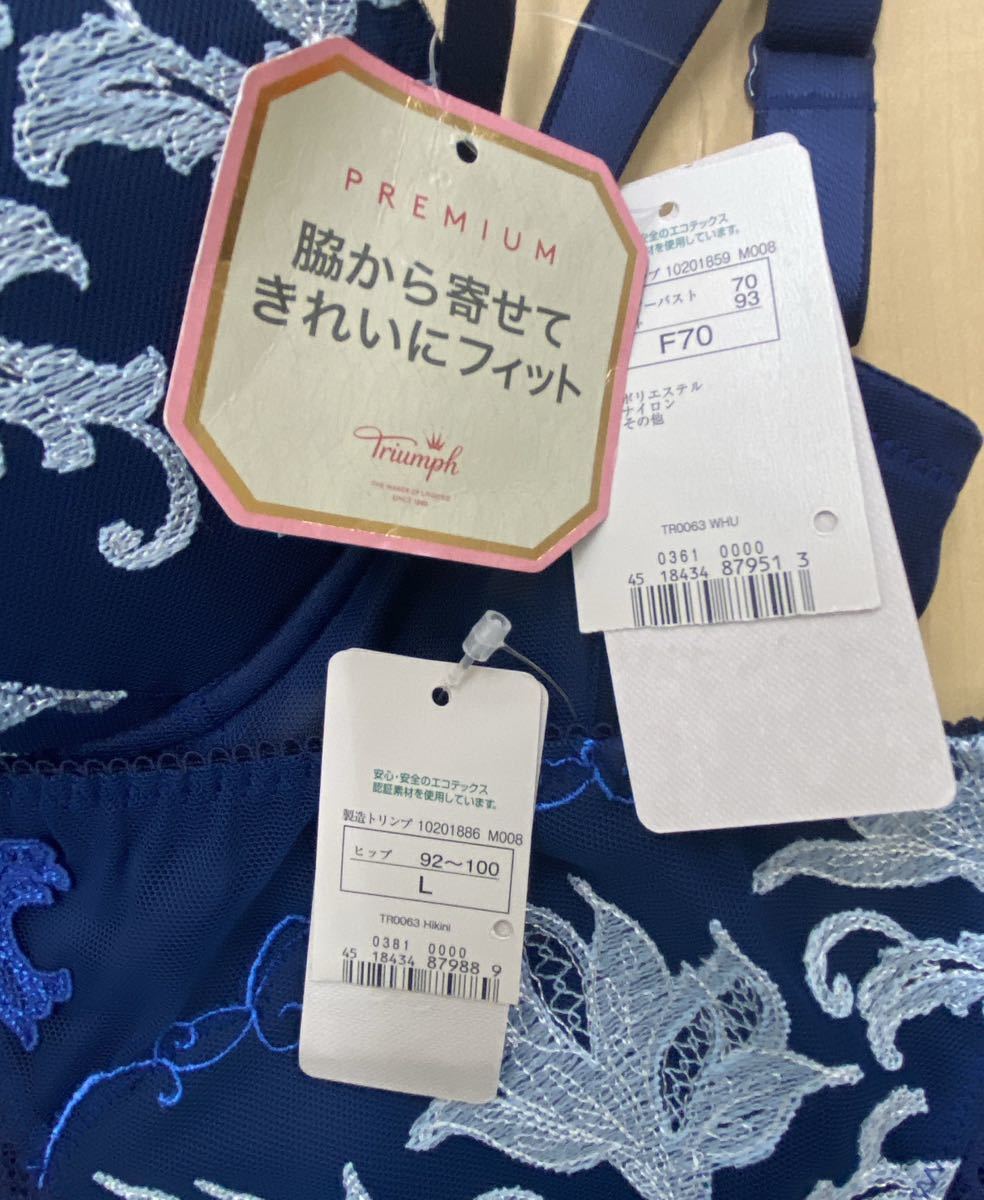 PREMIUM
脇から寄せて
きれいにフィット
Triumph
THE MAKER OF LINGERIE
SINCE 1886
安全のエコテックス
材を使用しています。
プ 10201859 M008
ーバスト 70
93
F70
ポリエステル
ナイロン
その他
TR0063 WHU
0361 0000
45 18434 87951 3
安心・安全のエコテックス
認証素材を使用しています。
製造トリンプ 10201886 M008
ヒップ 92～100
L
TR0063 Hikini
0381 0000
45 18434 87988 9